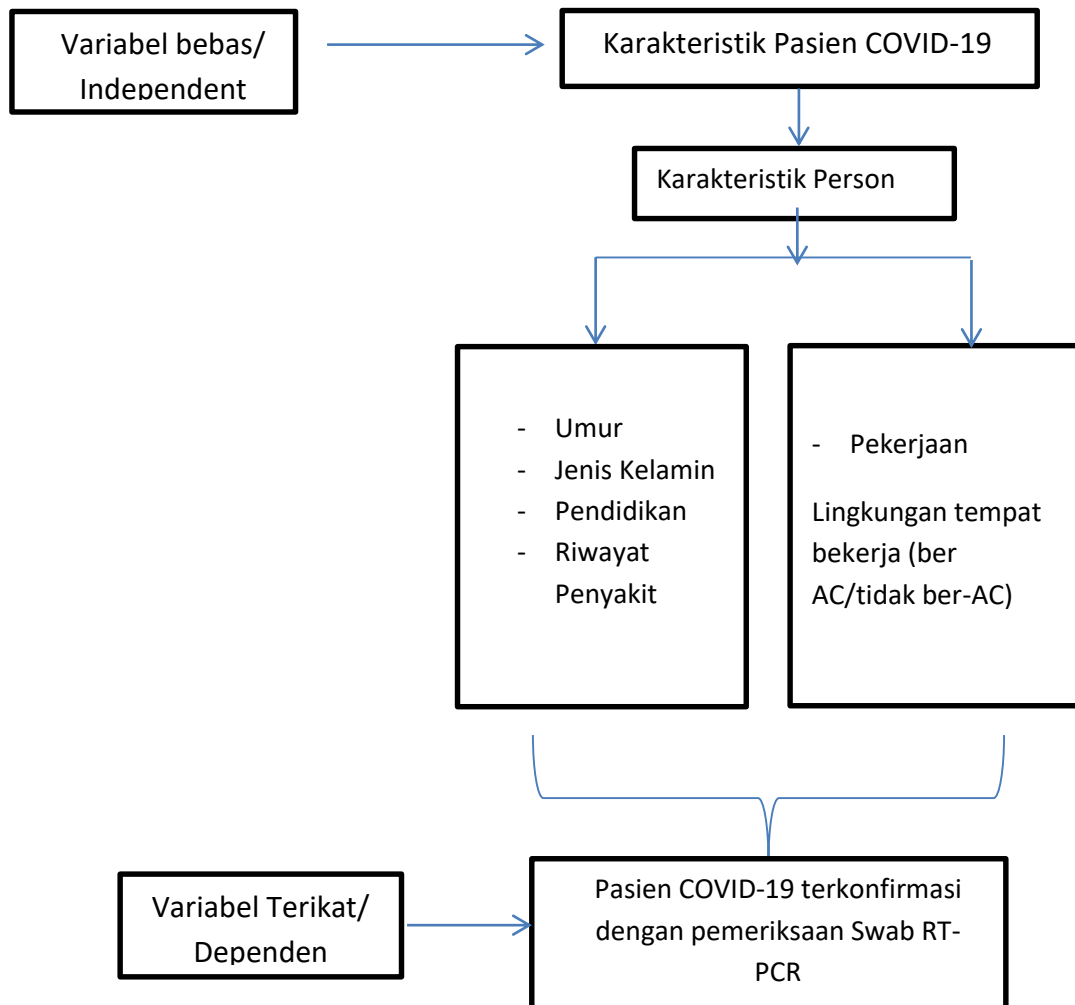 Variabel bebas/
Independent
Karakteristik Pasien COVID-19
Karakteristik Person
- Umur
- Jenis Kelamin
- Pendidikan
- Riwayat
Penyakit
- Pekerjaan
Lingkungan tempat
bekerja (ber
AC/tidak ber-AC)
Variabel Terikat/
Dependen
Pasien COVID-19 terkonfirmasi
dengan pemeriksaan Swab RT-
PCR